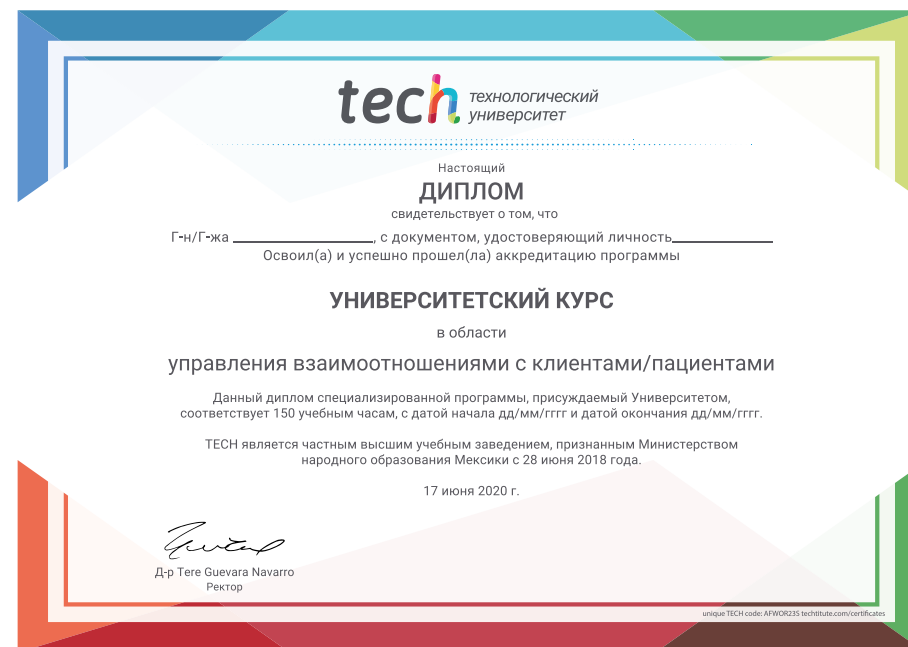 tech технологический
университет
Настоящий
ДИПЛОМ
свидетельствует о том, что
Г-н/Г-жа ____________________, с документом, удостоверяющий личность______________
Освоил(а) и успешно прошел(ла) аккредитацию программы
УНИВЕРСИТЕТСКИЙ КУРС
в области
управления взаимоотношениями с клиентами/пациентами
Данный диплом специализированной программы, присуждаемый Университетом,
соответствует 150 учебным часам, с датой начала дд/мм/гггг и датой окончания дд/мм/гггг.
TECH является частным высшим учебным заведением, признанным Министерством
народного образования Мексики с 28 июня 2018 года.
17 июня 2020 г.
Д-р Tere Guevara Navarro
Ректор
unique TECH code: AFWOR23S techtitute.com/certificates